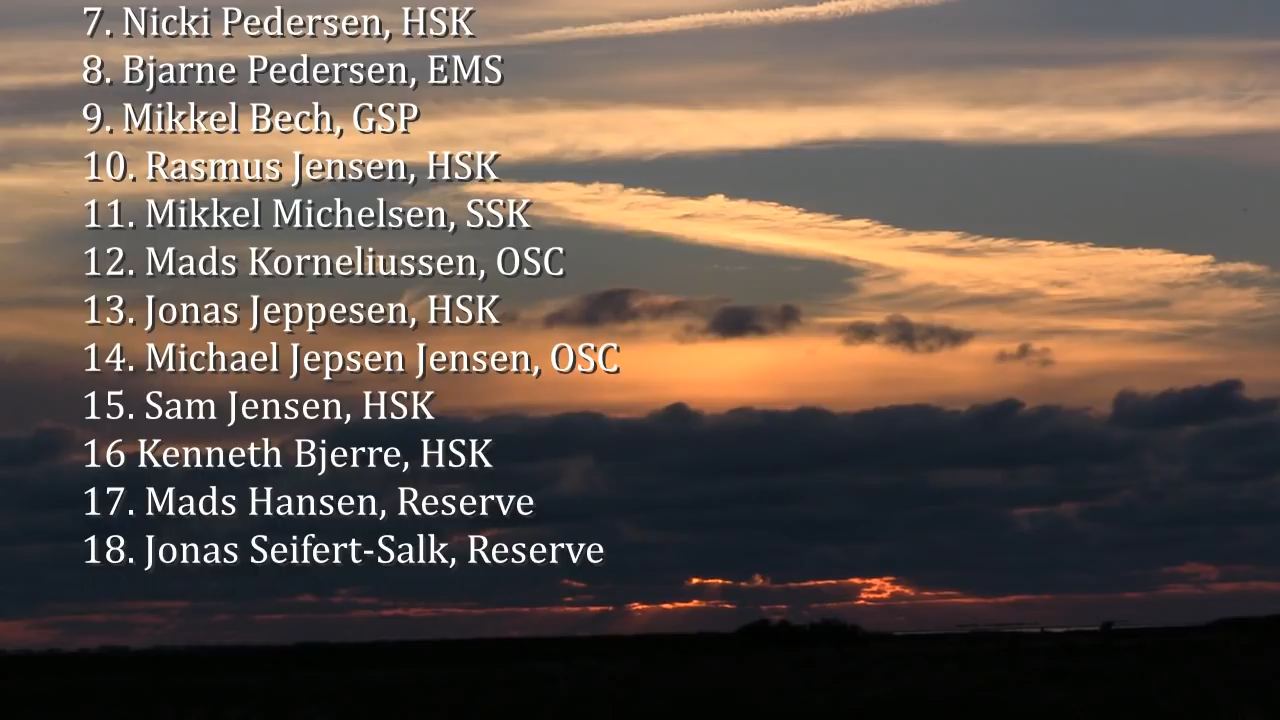 7. Nicki Pedersen, HSK
8. Bjarne Pedersen, EMS
9. Mikkel Bech, GSP
10. Rasmus Jensen, HSK
11. Mikkel Michelsen, SSK
12. Mads Korneliussen, OSC
13. Jonas Jeppesen, HSK
14. Michael Jepsen Jensen, OSC
15. Sam Jensen, HSK
16 Kenneth Bjerre, HSK
17. Mads Hansen, Reserve
18. Jonas Seifert-Salk, Reserve